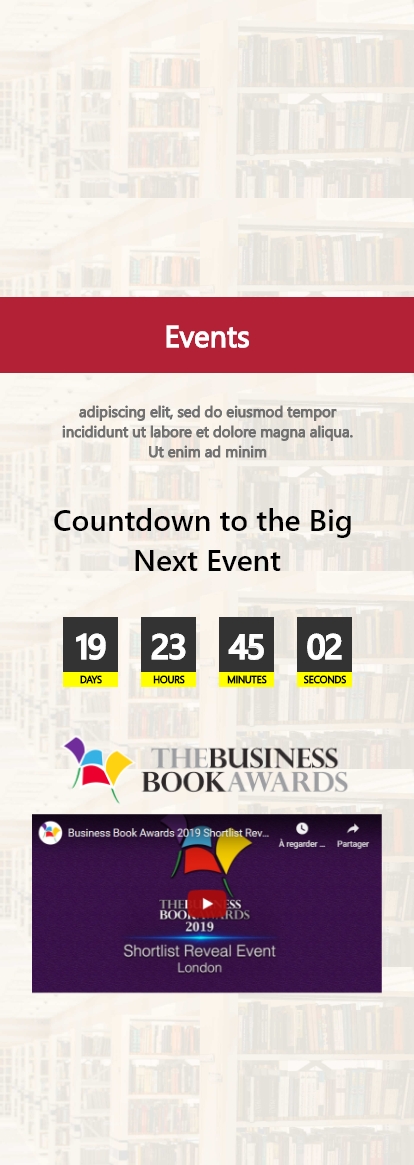 Events
adipiscing elit, sed do eiusmod tempor
incididunt ut labore et dolore magna aliqua.
Ut enim ad minim
Countdown to the Big
Next Event
19 23 45 02
DAYS HOURS MINUTES SECONDS
THEBUSINESS
BOOKAWARDS
Business Book Awards 2019 Shortlist Rev...
À regarder ... Partager
THEBUSINESS
BOOKAWARDS
2019
Shortlist Reveal Event
London